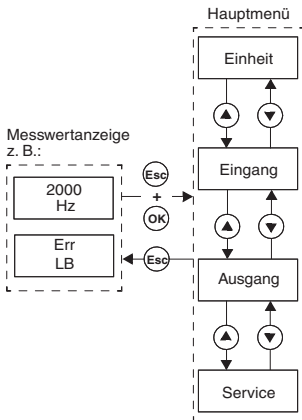 Hauptmenü
Einheit
Messwertanzeige
z. B.:
2000
Hz
Err
LB
Esc
+
OK
Esc
Eingang
Ausgang
Service